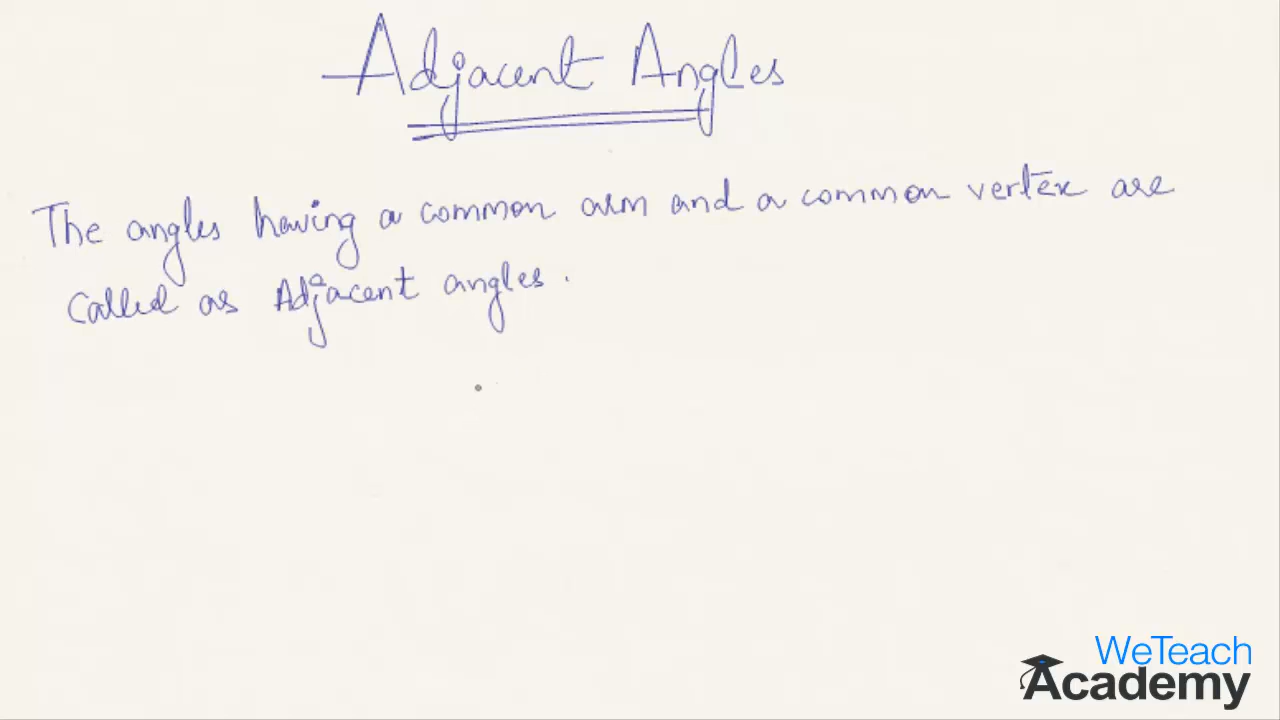 Adjacent Angles
The angles having a common arm and a common vertex are
called as Adjacent angles.
WeTeach
Academy